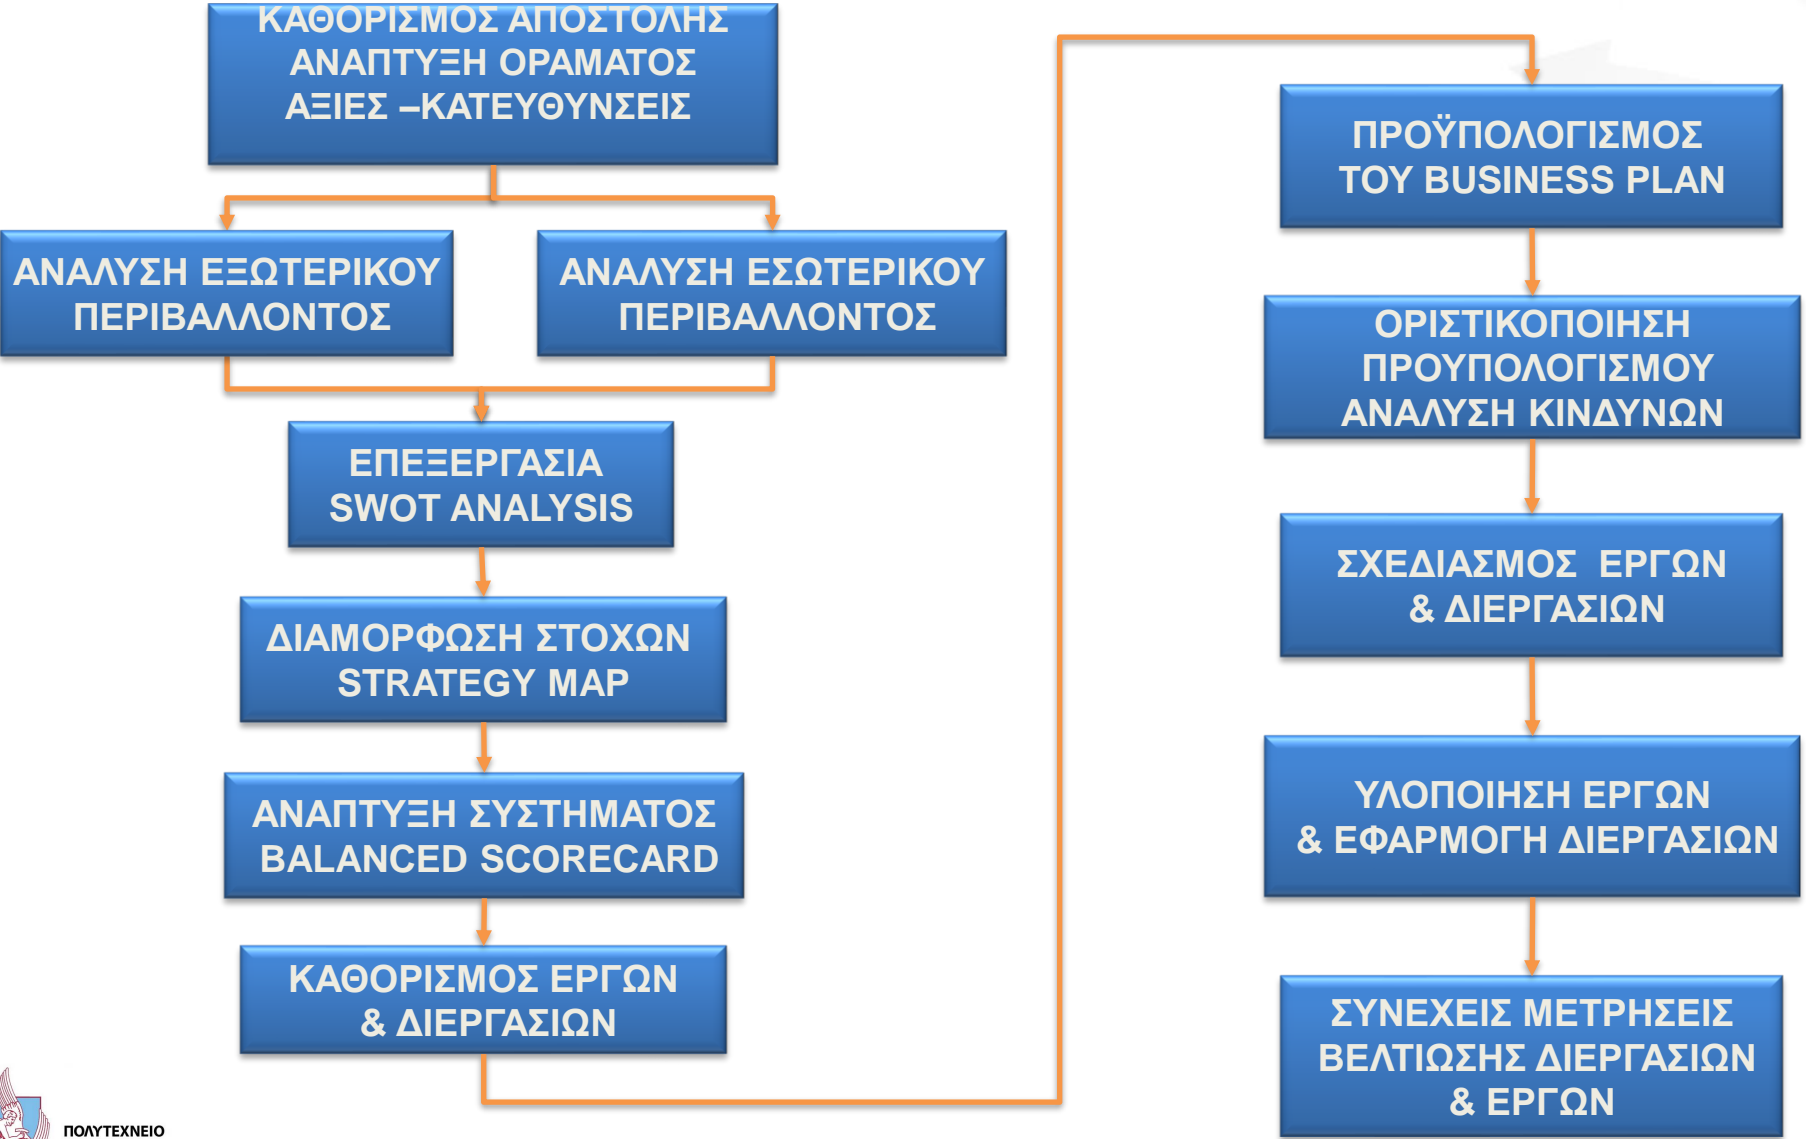 ΚΑΘΟΡΙΣΜΟΣ ΑΠΟΣΤΟΛΗΣ
ΑΝΑΠΤΥΞΗ ΟΡΑΜΑΤΟΣ
ΑΞΙΕΣ –ΚΑΤΕΥΘΥΝΣΕΙΣ
ΑΝΑΛΥΣΗ ΕΞΩΤΕΡΙΚΟΥ
ΠΕΡΙΒΑΛΛΟΝΤΟΣ
ΑΝΑΛΥΣΗ ΕΣΩΤΕΡΙΚΟΥ
ΠΕΡΙΒΑΛΛΟΝΤΟΣ
ΕΠΕΞΕΡΓΑΣΙΑ
SWOT ANALYSIS
ΔΙΑΜΟΡΦΩΣΗ ΣΤΟΧΩΝ
STRATEGY MAP
ΑΝΑΠΤΥΞΗ ΣΥΣΤΗΜΑΤΟΣ
BALANCED SCORECARD
ΚΑΘΟΡΙΣΜΟΣ ΕΡΓΩΝ
& ΔΙΕΡΓΑΣΙΩΝ
ΠΡΟΫΠΟΛΟΓΙΣΜΟΣ
ΤΟΥ BUSINESS PLAN
ΟΡΙΣΤΙΚΟΠΟΙΗΣΗ
ΠΡΟΥΠΟΛΟΓΙΣΜΟΥ
ΑΝΑΛΥΣΗ ΚΙΝΔΥΝΩΝ
ΣΧΕΔΙΑΣΜΟΣ ΕΡΓΩΝ
& ΔΙΕΡΓΑΣΙΩΝ
ΥΛΟΠΟΙΗΣΗ ΕΡΓΩΝ
& ΕΦΑΡΜΟΓΗ ΔΙΕΡΓΑΣΙΩΝ
ΣΥΝΕΧΕΙΣ ΜΕΤΡΗΣΕΙΣ
ΒΕΛΤΙΩΣΗΣ ΔΙΕΡΓΑΣΙΩΝ
& ΕΡΓΩΝ
ΠΟΛΥΤΕΧΝΕΙΟ